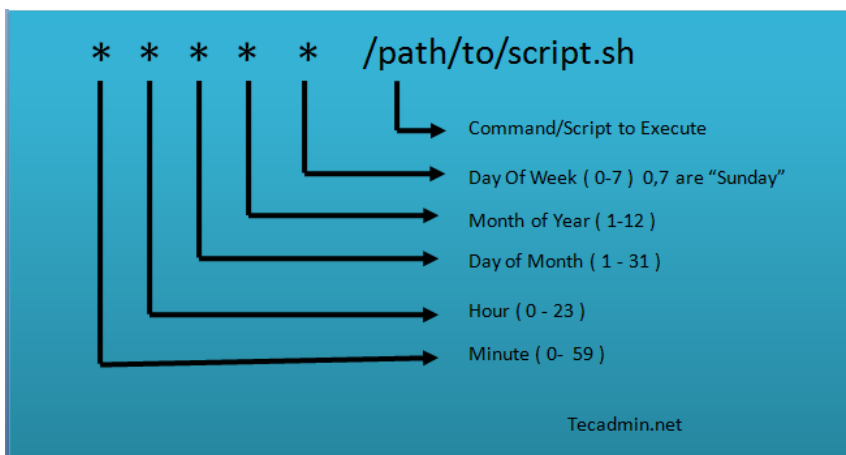 * * * * * /path/to/script.sh
Command/Script to Execute
Day Of Week ( 0-7 ) 0,7 are “Sunday”
Month of Year ( 1-12 )
Day of Month ( 1 - 31 )
Hour ( 0 - 23 )
Minute ( 0- 59 )
Tecadmin.net